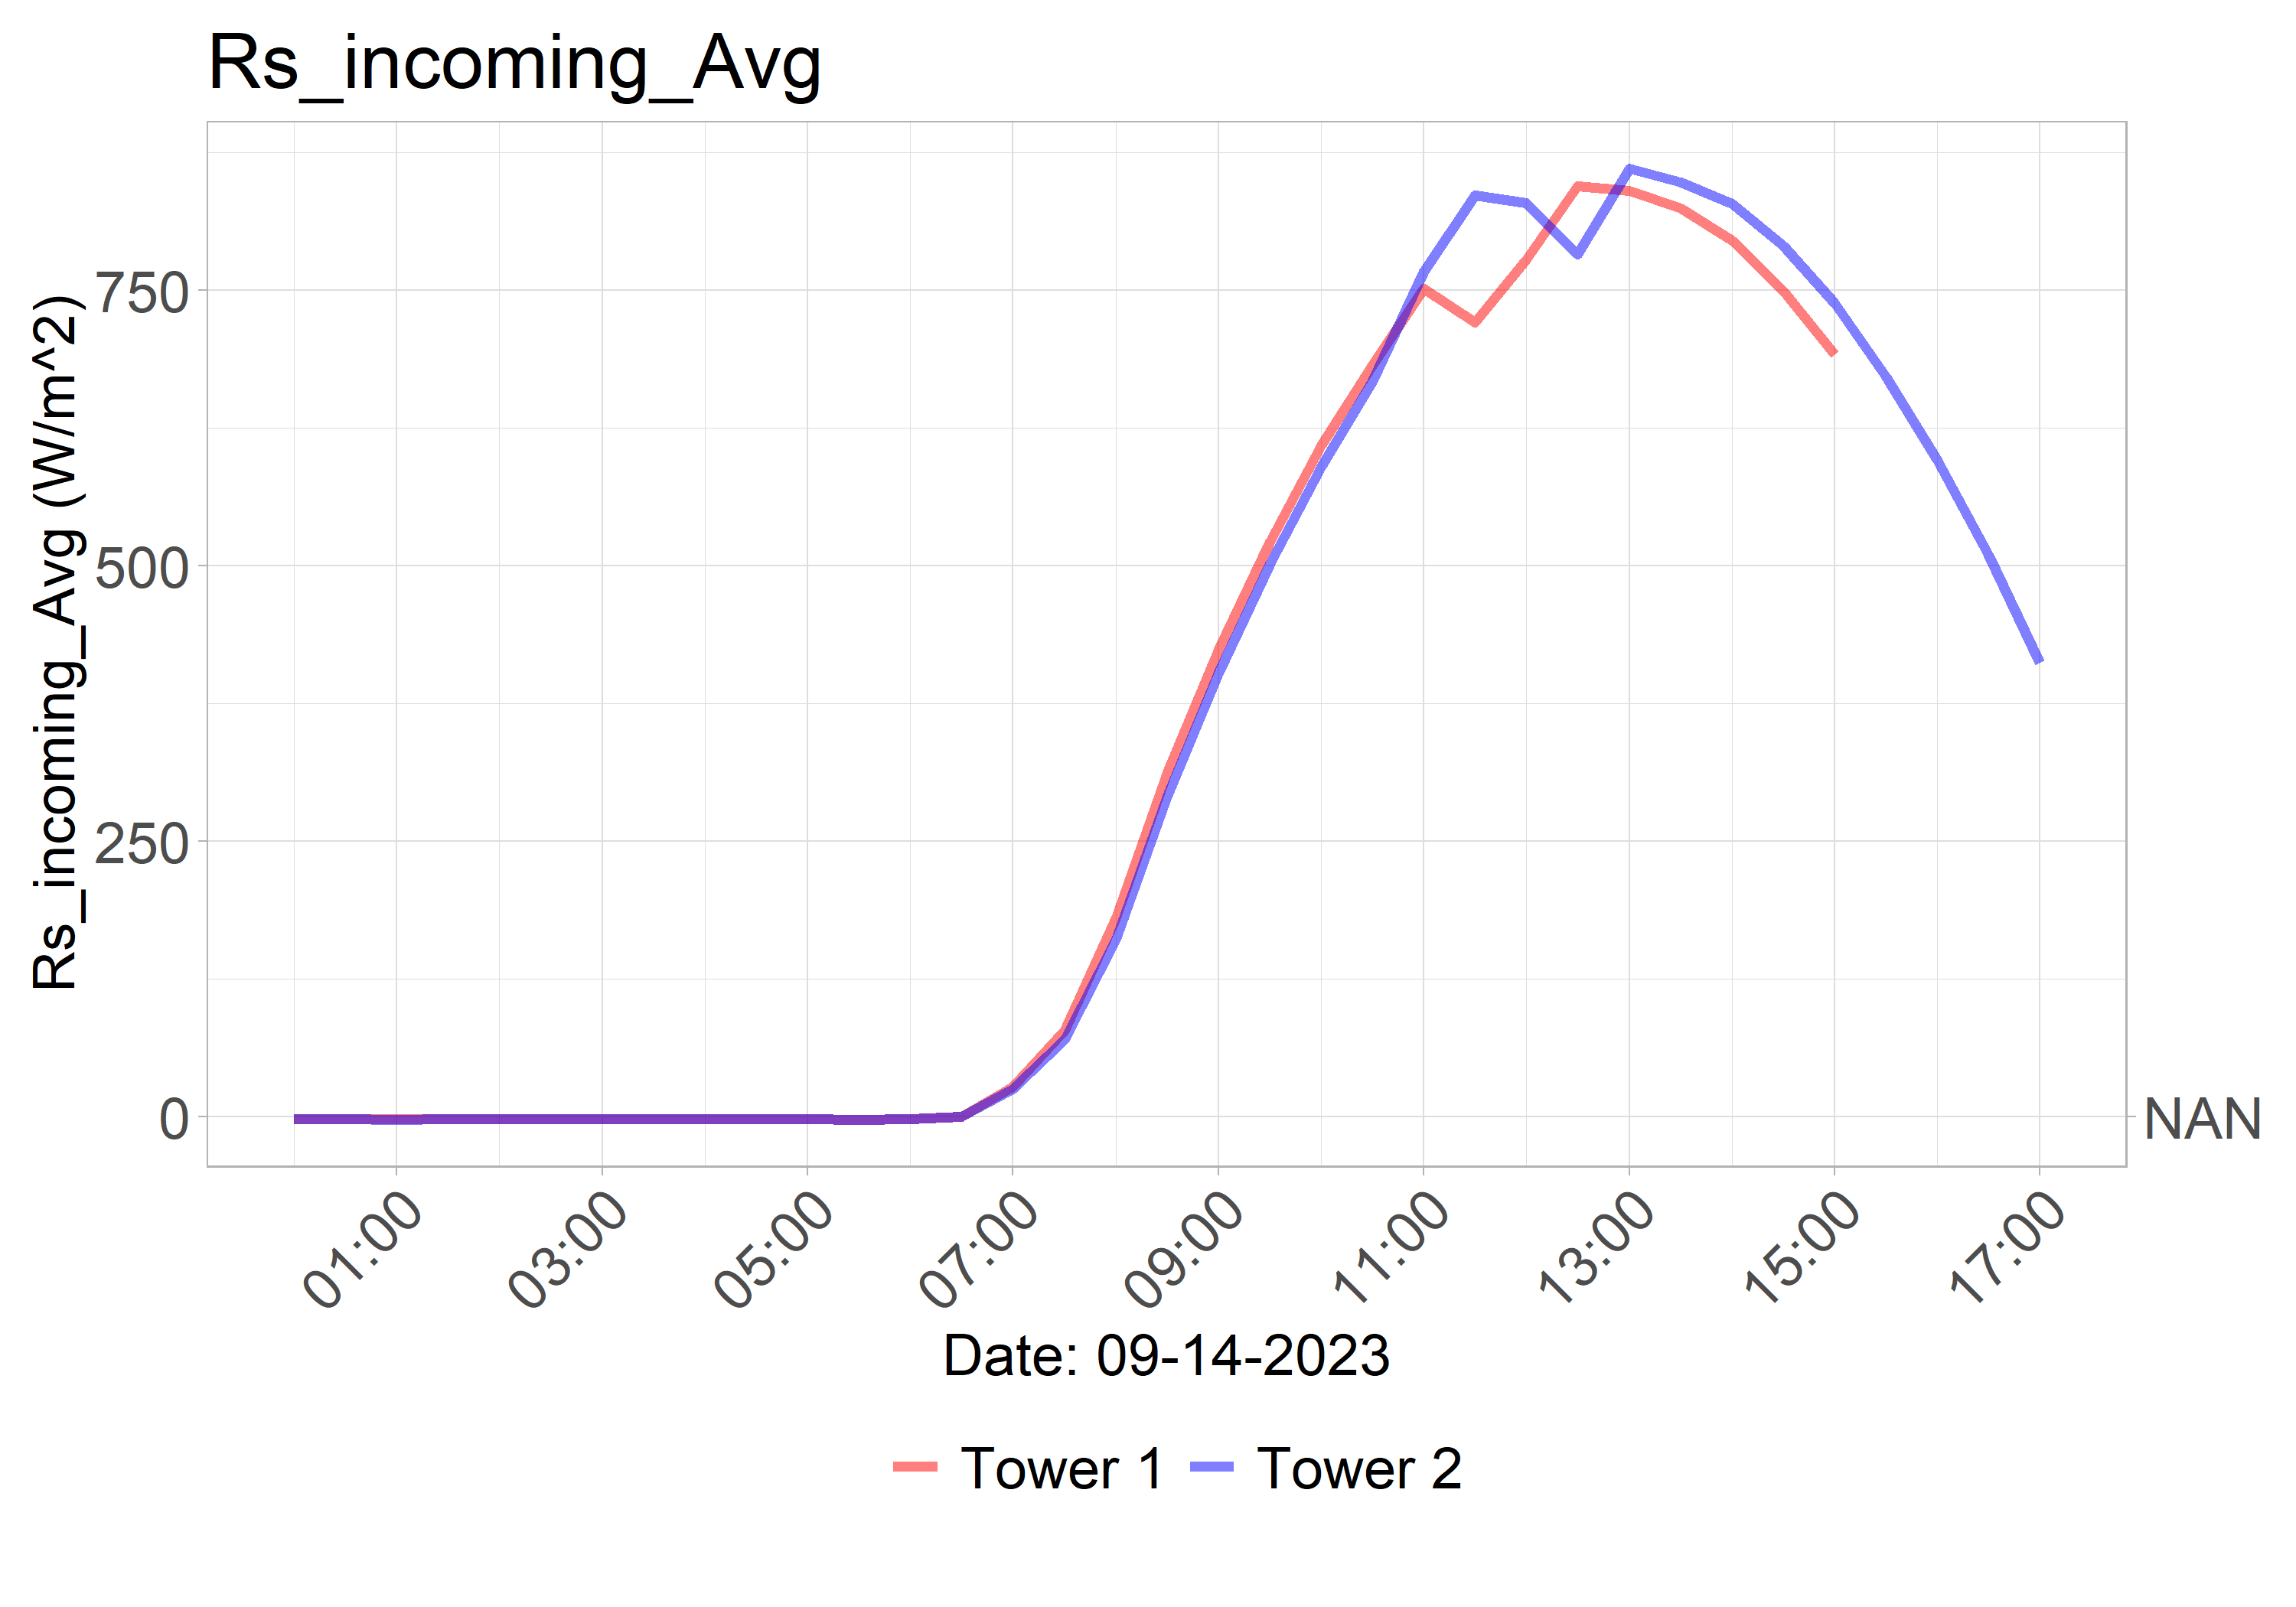 Rs_incoming_Avg
Rs_incoming_Avg (W/m^2)
750
500
250
0
NAN
01:00
03:00
05:00
07:00
09:00
11:00
13:00
15:00
17:00
Date: 09-14-2023
Tower 1 Tower 2